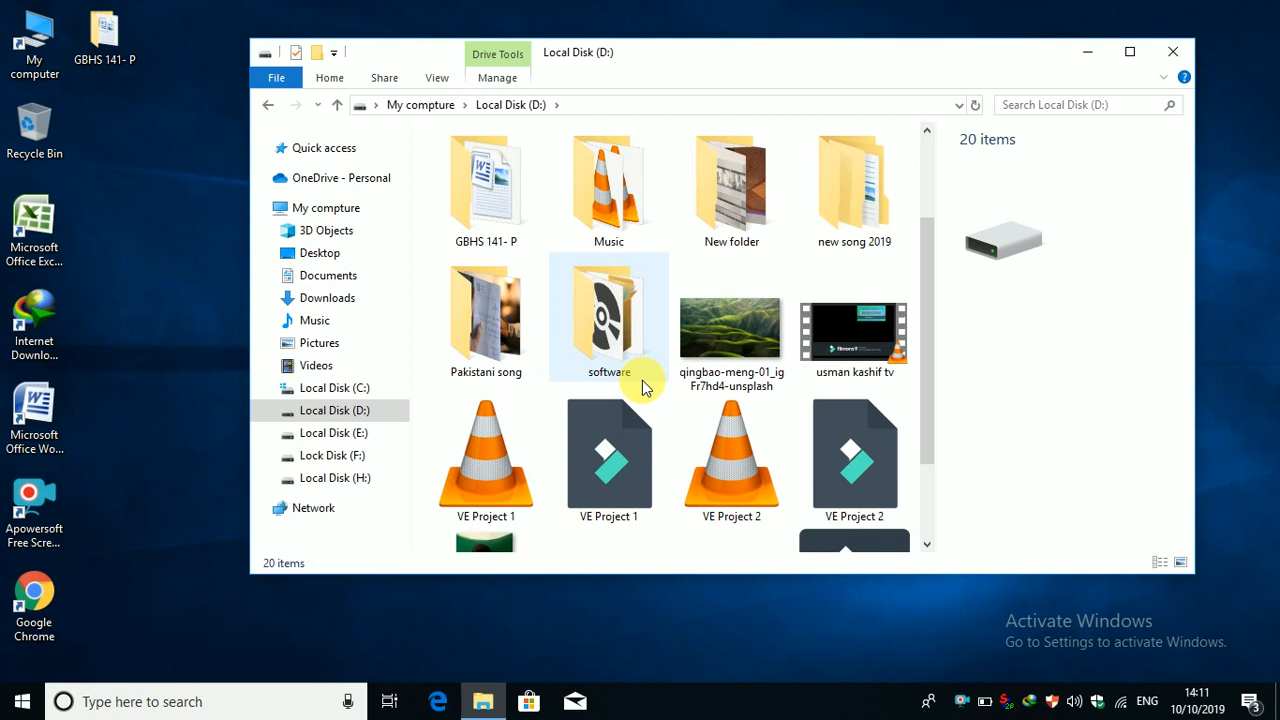 My
computer
GBHS 141- P
Recycle Bin
Microsoft
Office Exc...
Internet
Downlo...
Microsoft
Office Wo...
Apowersoft
Free Scre...
Google
Chrome
Drive Tools
Local Disk (D:)
File
Home
Share
View
Manage
My compture
Local Disk (D:)
Search Local Disk (D:)
Quick access
OneDrive - Personal
My compture
3D Objects
Desktop
Documents
Downloads
Music
Pictures
Videos
Local Disk (C:)
Local Disk (D:)
Local Disk (E:)
Lock Disk (F:)
Local Disk (H:)
Network
GBHS 141- P
Music
New folder
new song 2019
Pakistani song
software
qingbao-meng-01_ig
Fr7hd4-unsplash
filmora9
usman kashif tv
VE Project 1
VE Project 1
VE Project 2
VE Project 2
20 items
20 items
Activate Windows
Go to Settings to activate Windows.
Type here to search
ENG
14:11
10/10/2019
3